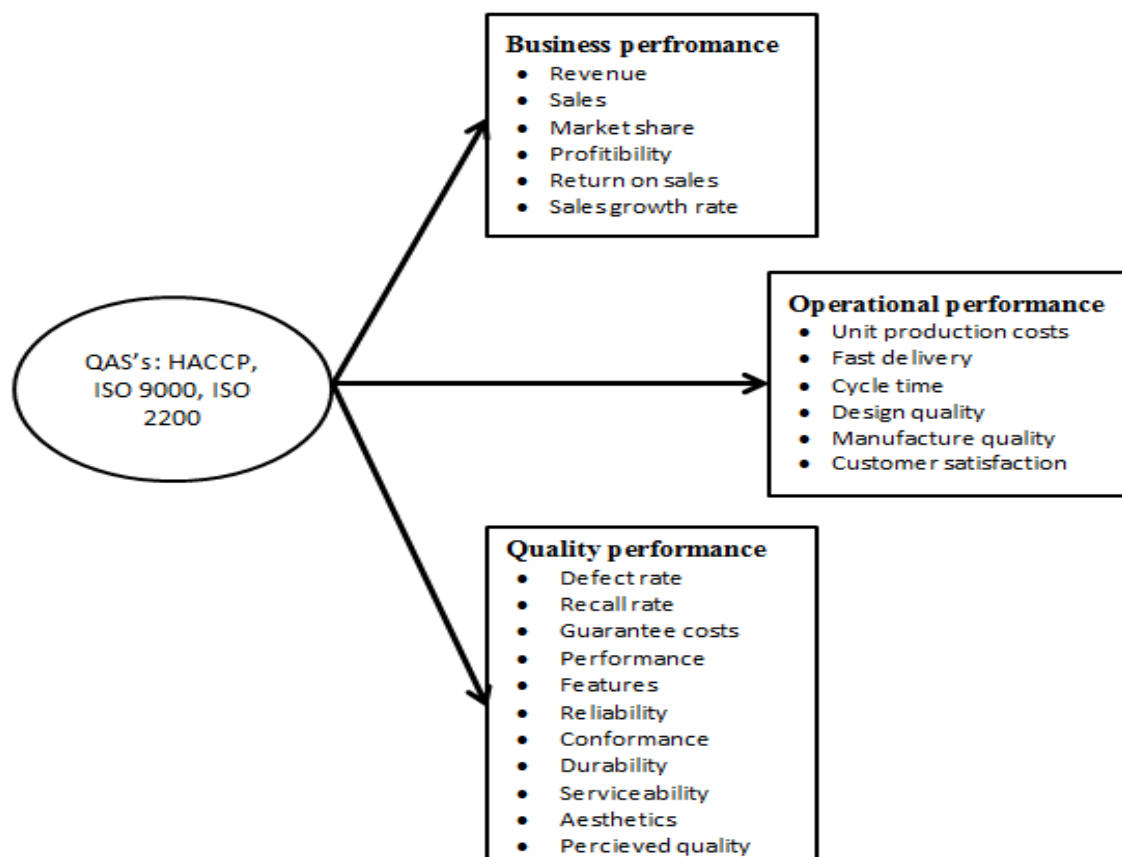 Business perfromance
• Revenue
• Sales
• Market share
• Profitibility
• Return on sales
• Sales growth rate
Operational performance
• Unit production costs
• Fast delivery
• Cycle time
• Design quality
• Manufacture quality
• Customer satisfaction
QAS's: HACCP,
ISO 9000, ISO
2200
Quality performance
• Defect rate
• Recall rate
• Guarantee costs
• Performance
• Features
• Reliability
• Conformance
• Durability
• Serviceability
• Aesthetics
• Percieved quality